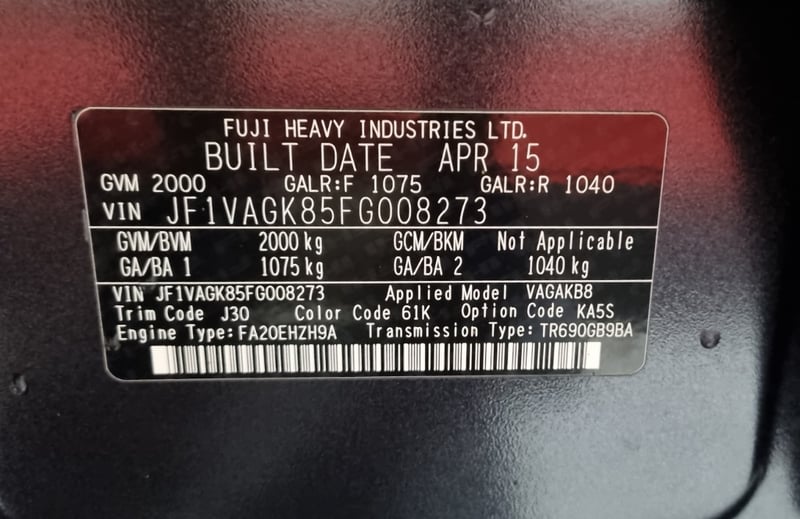 FUJI HEAVY INDUSTRIES LTD.
BUILT DATE APR 15
GVM 2000 GALR:F 1075 GALR:R 1040
VIN JF1VAGK85FG008273
GVM/BVM 2000 kg GCM/BKM Not Applicable
GA/BA 1 1075 kg GA/BA 2 1040 kg
VIN JF1VAGK85FG008273 Applied Model VAGAKB8
Trim Code J30 Color Code 61K Option Code KA5S
Engine Type:FA20EHZH9A Transmission Type:TR690GB9BA